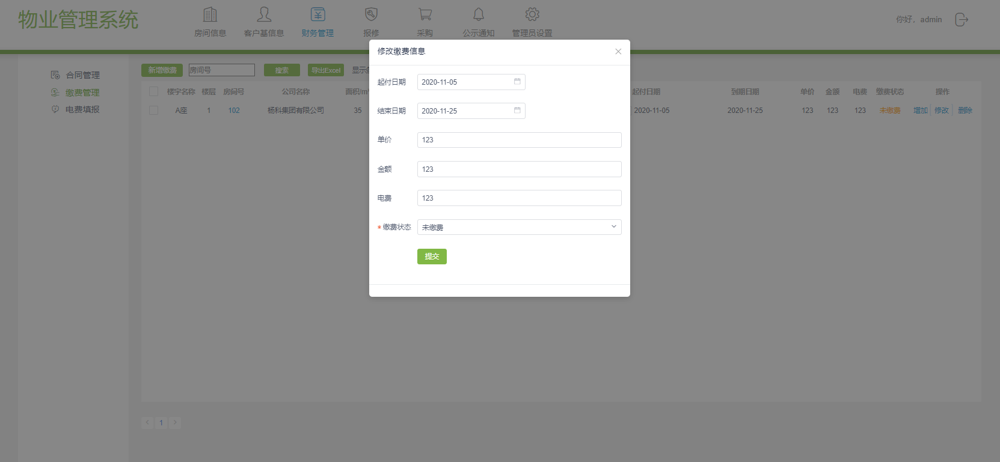 物业管理系统
房间信息
客户基信息
财务管理
报修
采购
公示通知
管理员设置
你好，admin
合同管理
缴费管理
电费填报
新增缴费
房间号
搜索
导出Excel
显示
楼宇名称 楼层 房间号 公司名称 面积/m² 起付日期 到期日期 单价 金额 电费 缴费状态 操作
A座 1 102 杨科集团有限公司 35 2020-11-05 2020-11-25 123 123 123 未缴费 增加 修改 删除
1
修改缴费信息
起付日期 2020-11-05
结束日期 2020-11-25
单价 123
金额 123
电费 123
* 缴费状态 未缴费
提交